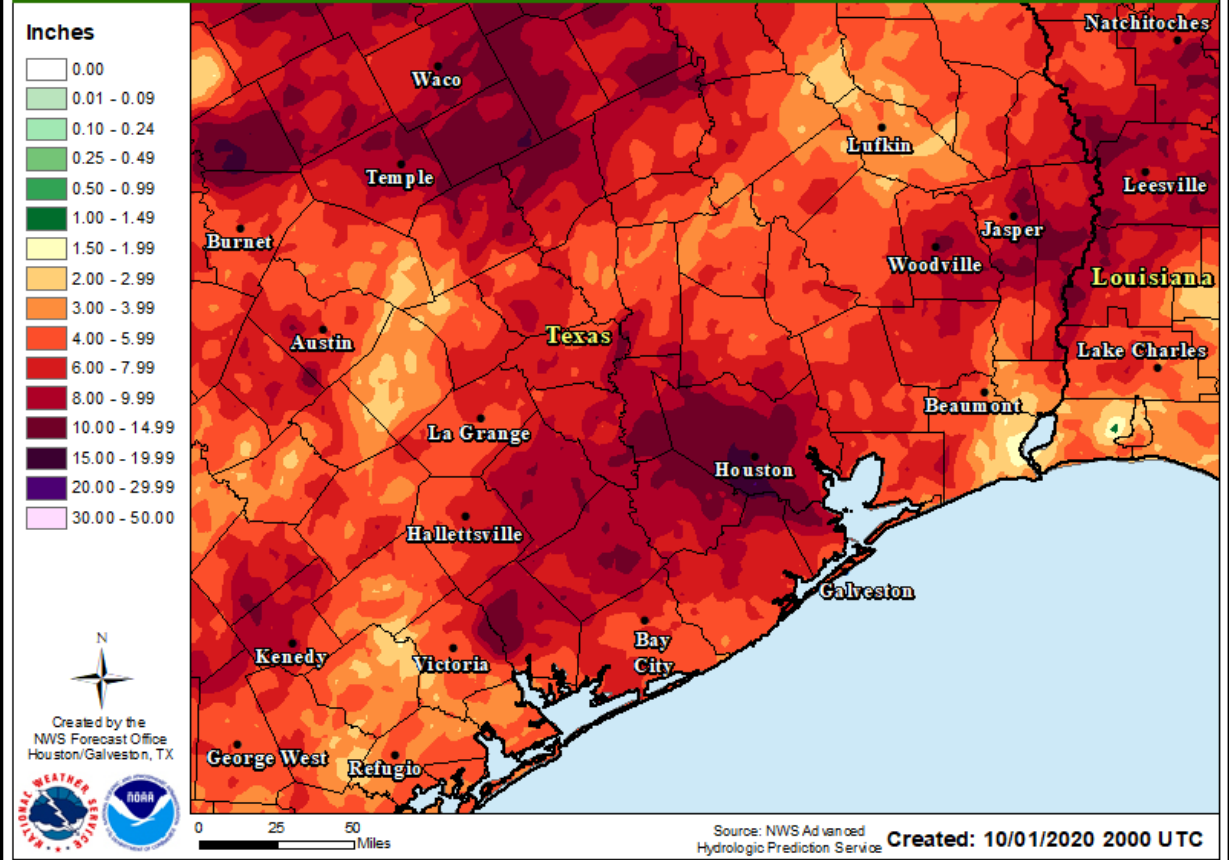 Inches
0.00
0.01 - 0.09
0.10 - 0.24
0.25 - 0.49
0.50 - 0.99
1.00 - 1.49
1.50 - 1.99
2.00 - 2.99
3.00 - 3.99
4.00 - 5.99
6.00 - 7.99
8.00 - 9.99
10.00 - 14.99
15.00 - 19.99
20.00 - 29.99
30.00 - 50.00
Natchitoches
Waco
Lufkin
Temple
Leesville
Burnet
Jasper
Woodville
Louisiana
Texas
Austin
Lake Charles
Beaumont
La Grange
Houston
Hallettsville
Galveston
Bay
City
Kenedy
Victoria
George West
Refugio
N
Created by the
NWS Forecast Office
Houston/Galveston, TX
NATIONAL WEATHER SERVICE
NOAA
0 25 50
Miles
Source: NWS Advanced
Hydrologic Prediction Service
Created: 10/01/2020 2000 UTC